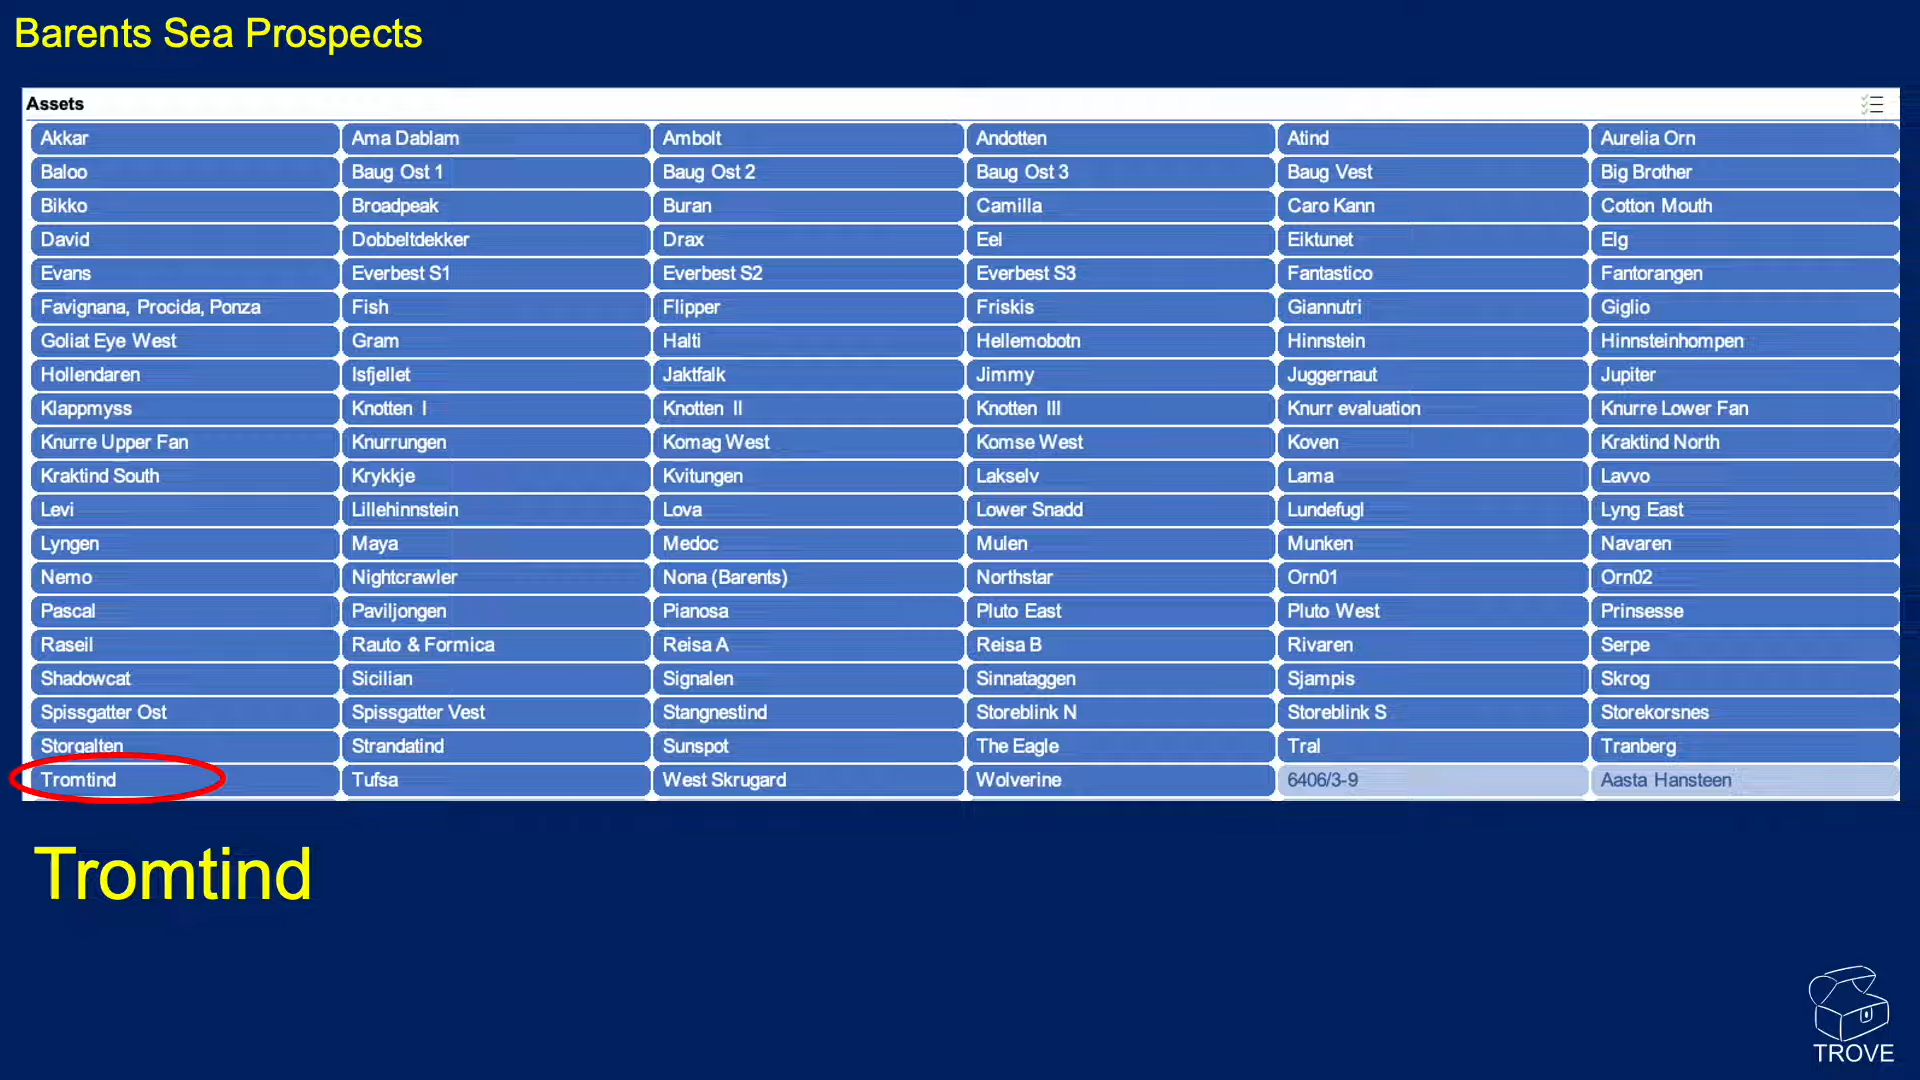 Barents Sea Prospects
Assets
Akkar Ama Dablam Ambolt Andotten Atind Aurelia Orn
Baloo Baug Ost 1 Baug Ost 2 Baug Ost 3 Baug Vest Big Brother
Bikko Broadpeak Buran Camilla Caro Kann Cotton Mouth
David Dobbeltdekker Drax Eel Eiktunet Elg
Evans Everbest S1 Everbest S2 Everbest S3 Fantastico Fantorangen
Favignana, Procida, Ponza Fish Flipper Friskis Giannutri Giglio
Goliat Eye West Gram Halti Hellemobotn Hinnstein Hinnsteinhompen
Hollendaren Isfjellet Jaktfalk Jimmy Juggernaut Jupiter
Klappmyss Knotten I Knotten II Knotten III Knurr evaluation Knurre Lower Fan
Knurre Upper Fan Knurrungen Komag West Komse West Koven Kraktind North
Kraktind South Krykkje Kvitungen Lakselv Lama Lavvo
Levi Lillehinnstein Lova Lower Snadd Lundefugl Lyng East
Lyngen Maya Medoc Mulen Munken Navaren
Nemo Nightcrawler Nona (Barents) Northstar Orn01 Orn02
Pascal Paviljongen Pianosa Pluto East Pluto West Prinsesse
Raseil Rauto & Formica Reisa A Reisa B Rivaren Serpe
Shadowcat Sicilian Signalen Sinnataggen Sjampis Skrog
Spissgatter Ost Spissgatter Vest Stangnestind Storeblink N Storeblink S Storekorsnes
Storgalten Strandatind Sunspot The Eagle Tral Tranberg
Tromtind Tufsa West Skrugard Wolverine 6406/3-9 Aasta Hansteen
Tromtind
TROVE